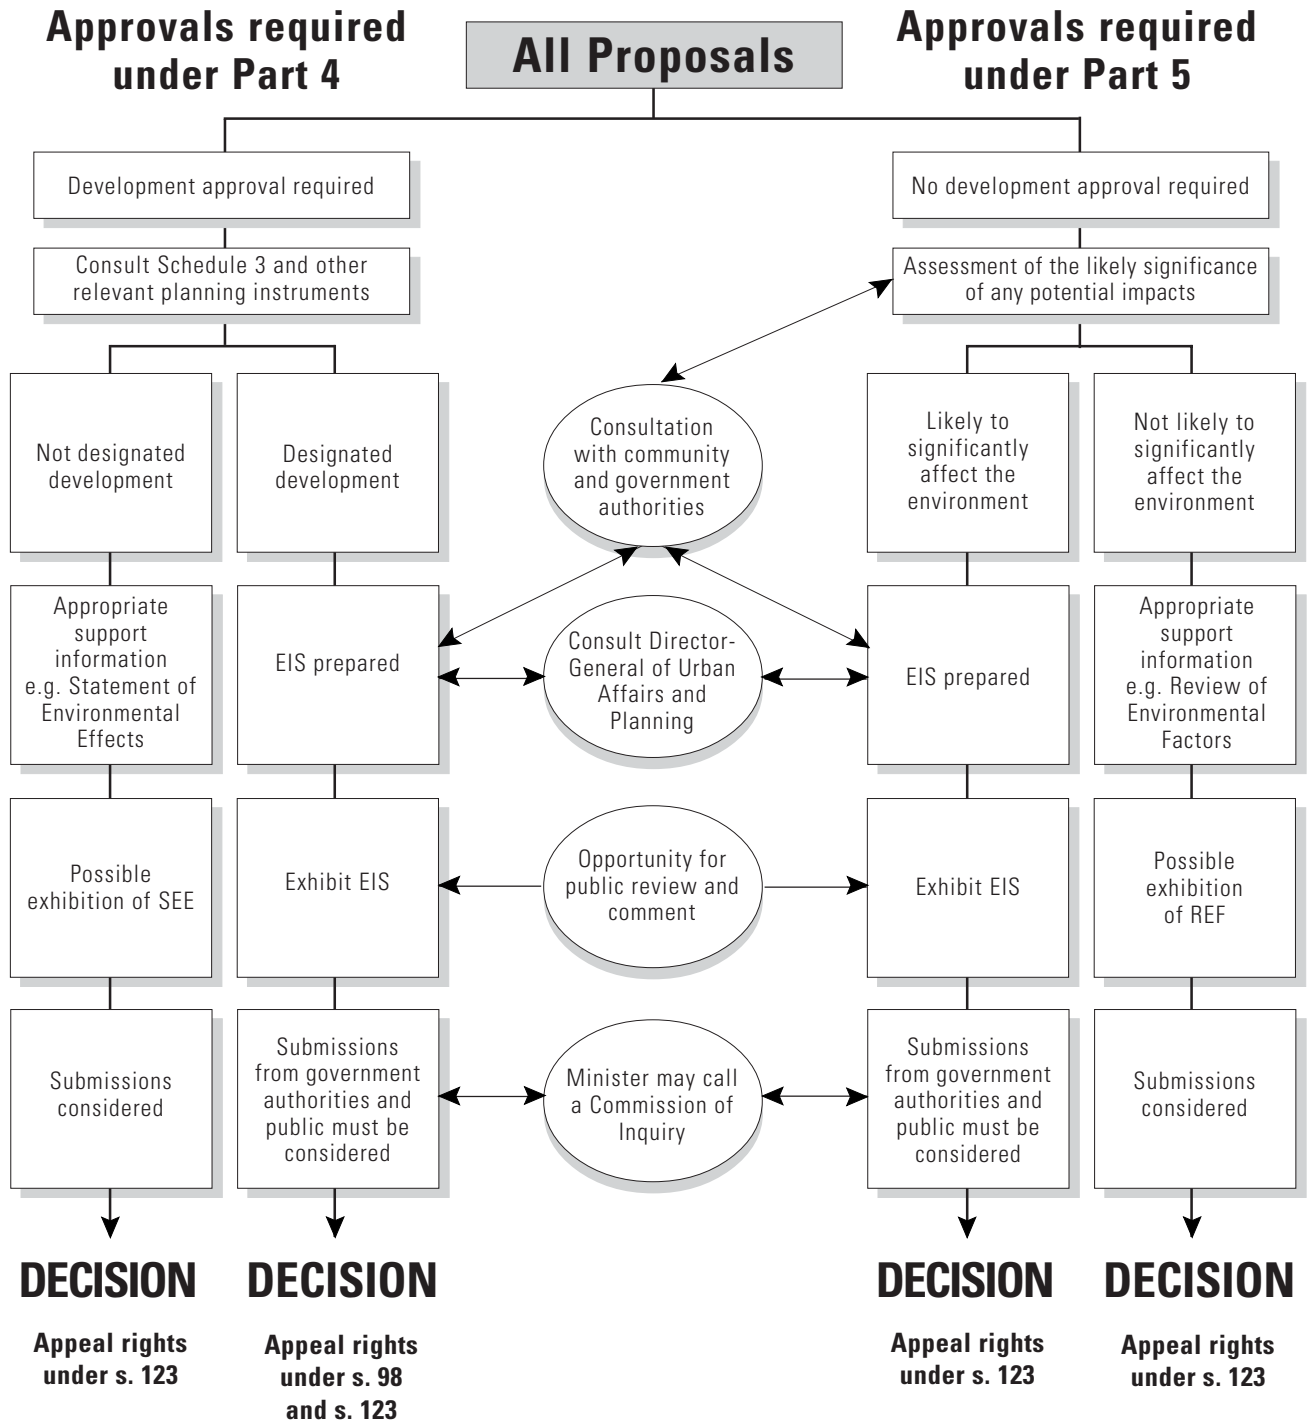 Approvals required
under Part 4
All Proposals
Approvals required
under Part 5
Development approval required
No development approval required
Consult Schedule 3 and other
relevant planning instruments
Assessment of the likely significance
of any potential impacts
Not designated
development
Designated
development
Consultation
with community
and government
authorities
Likely to
significantly
affect the
environment
Not likely to
significantly
affect the
environment
Appropriate
support
information
e.g. Statement of
Environmental
Effects
EIS prepared
Consult Director-
General of Urban
Affairs and
Planning
EIS prepared
Appropriate
support
information
e.g. Review of
Environmental
Factors
Possible
exhibition of SEE
Exhibit EIS
Opportunity for
public review and
comment
Exhibit EIS
Possible
exhibition
of REF
Submissions
considered
Submissions
from government
authorities and
public must be
considered
Minister may call
a Commission of
Inquiry
Submissions
from government
authorities and
public must be
considered
Submissions
considered
DECISION
DECISION
DECISION
DECISION
Appeal rights
under s. 123
Appeal rights
under s. 98
and s. 123
Appeal rights
under s. 123
Appeal rights
under s. 123